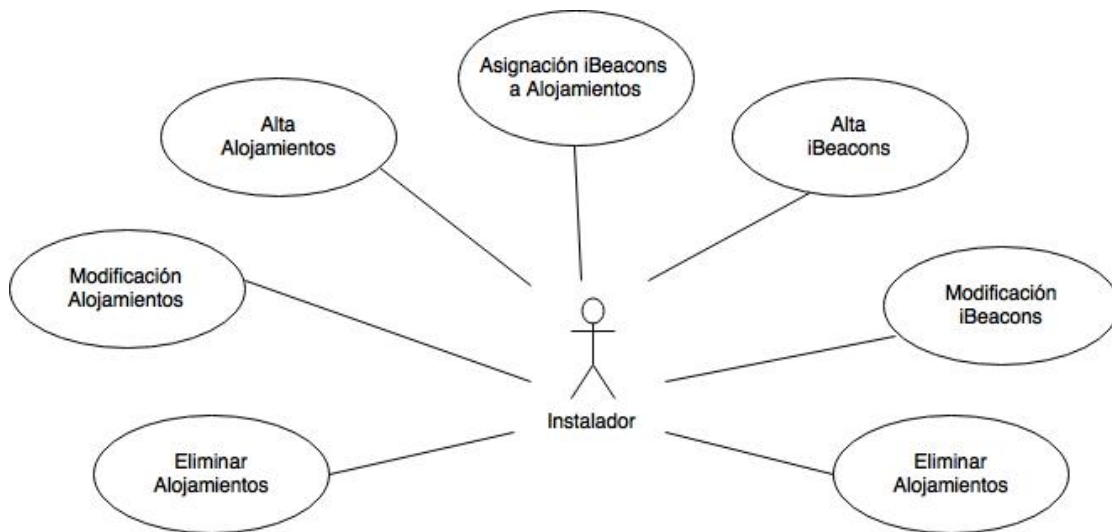 Asignación iBeacons
a Alojamientos
Alta
Alojamientos
Alta
iBeacons
Modificación
Alojamientos
Modificación
iBeacons
Instalador
Eliminar
Alojamientos
Eliminar
Alojamientos